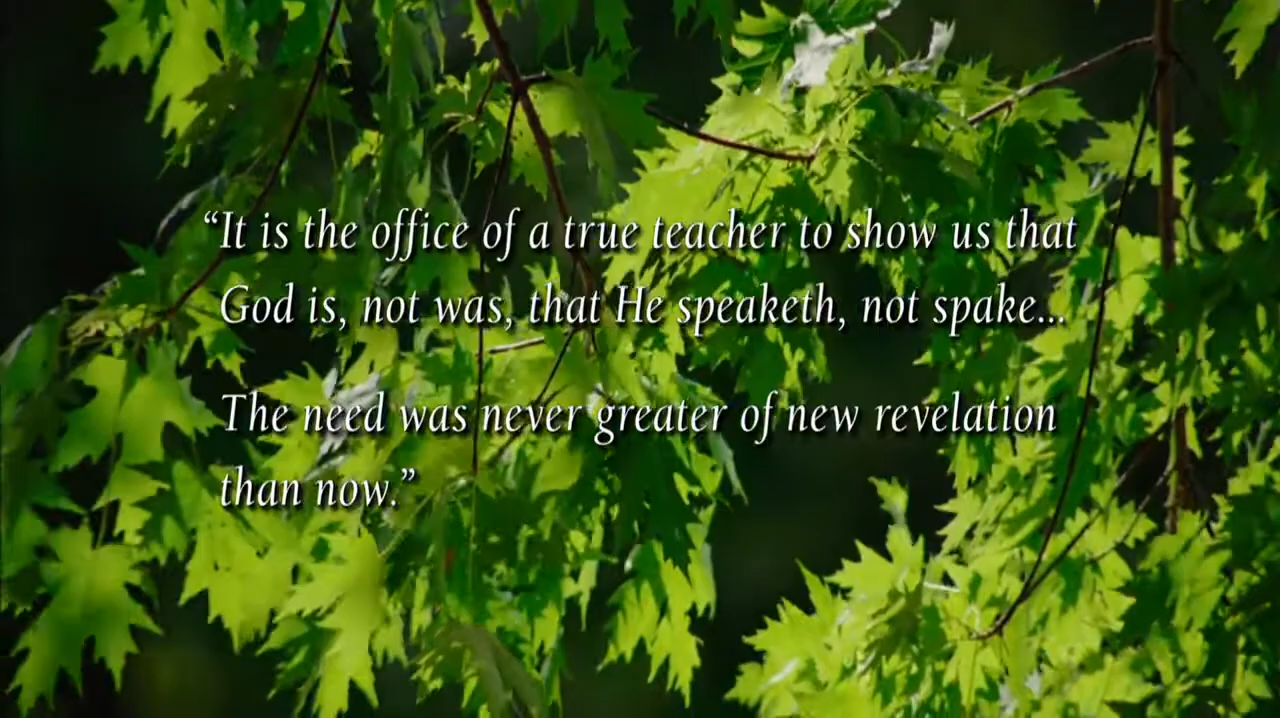 “It is the office of a true teacher to show us that
God is, not was, that He speaketh, not spake...
The need was never greater of new revelation
than now.”